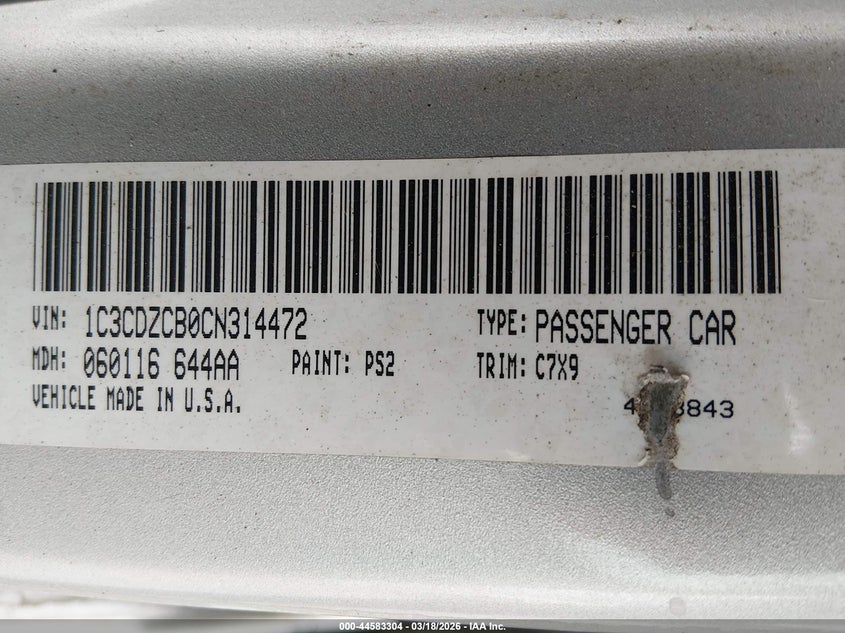 VIN: 1C3CDZCB0CN314472 TYPE: PASSENGER CAR
MDH: 060116 644AA PAINT: PS2 TRIM: C7X9
VEHICLE MADE IN U.S.A.
000-44583304 | 03/18/2026 - IAA Inc.